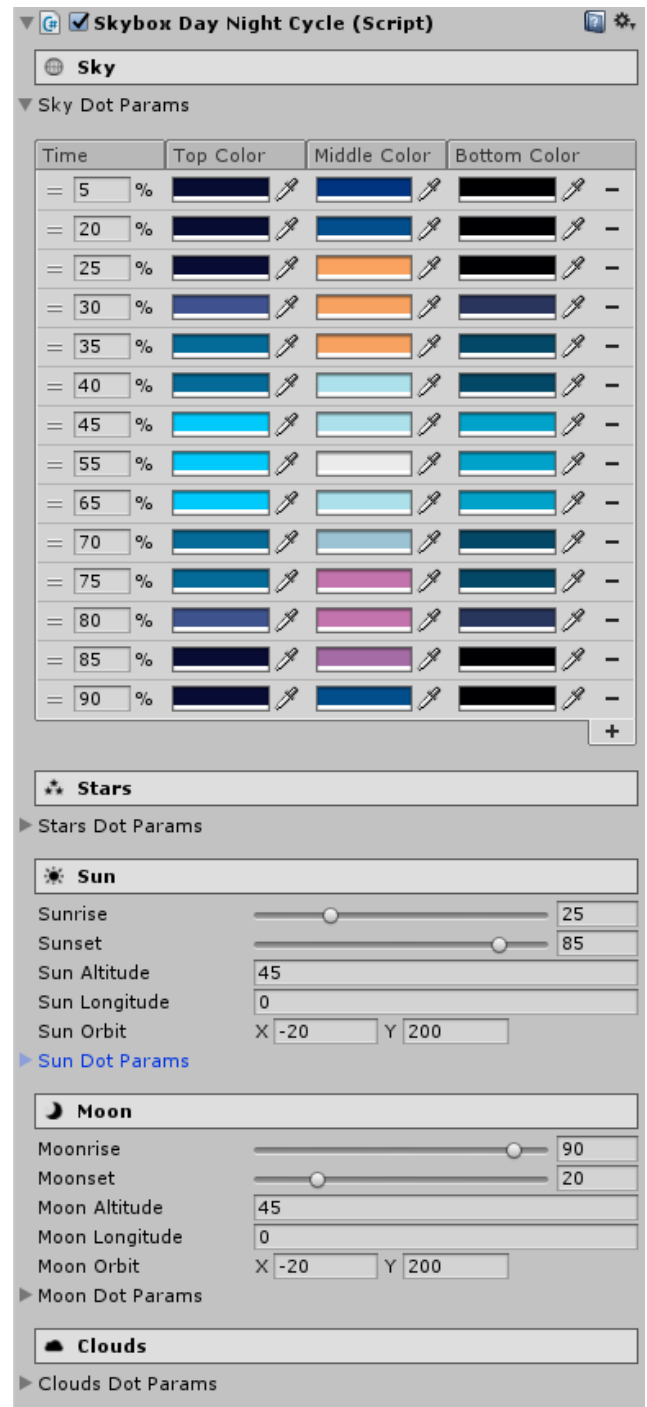 Skybox Day Night Cycle (Script)
Sky
Sky Dot Params
Time Top Color Middle Color Bottom Color
= 5 % −
= 20 % −
= 25 % −
= 30 % −
= 35 % −
= 40 % −
= 45 % −
= 55 % −
= 65 % −
= 70 % −
= 75 % −
= 80 % −
= 85 % −
= 90 % −
+
Stars
Stars Dot Params
Sun
Sunrise 25
Sunset 85
Sun Altitude 45
Sun Longitude 0
Sun Orbit X -20 Y 200
Sun Dot Params
Moon
Moonrise 90
Moonset 20
Moon Altitude 45
Moon Longitude 0
Moon Orbit X -20 Y 200
Moon Dot Params
Clouds
Clouds Dot Params